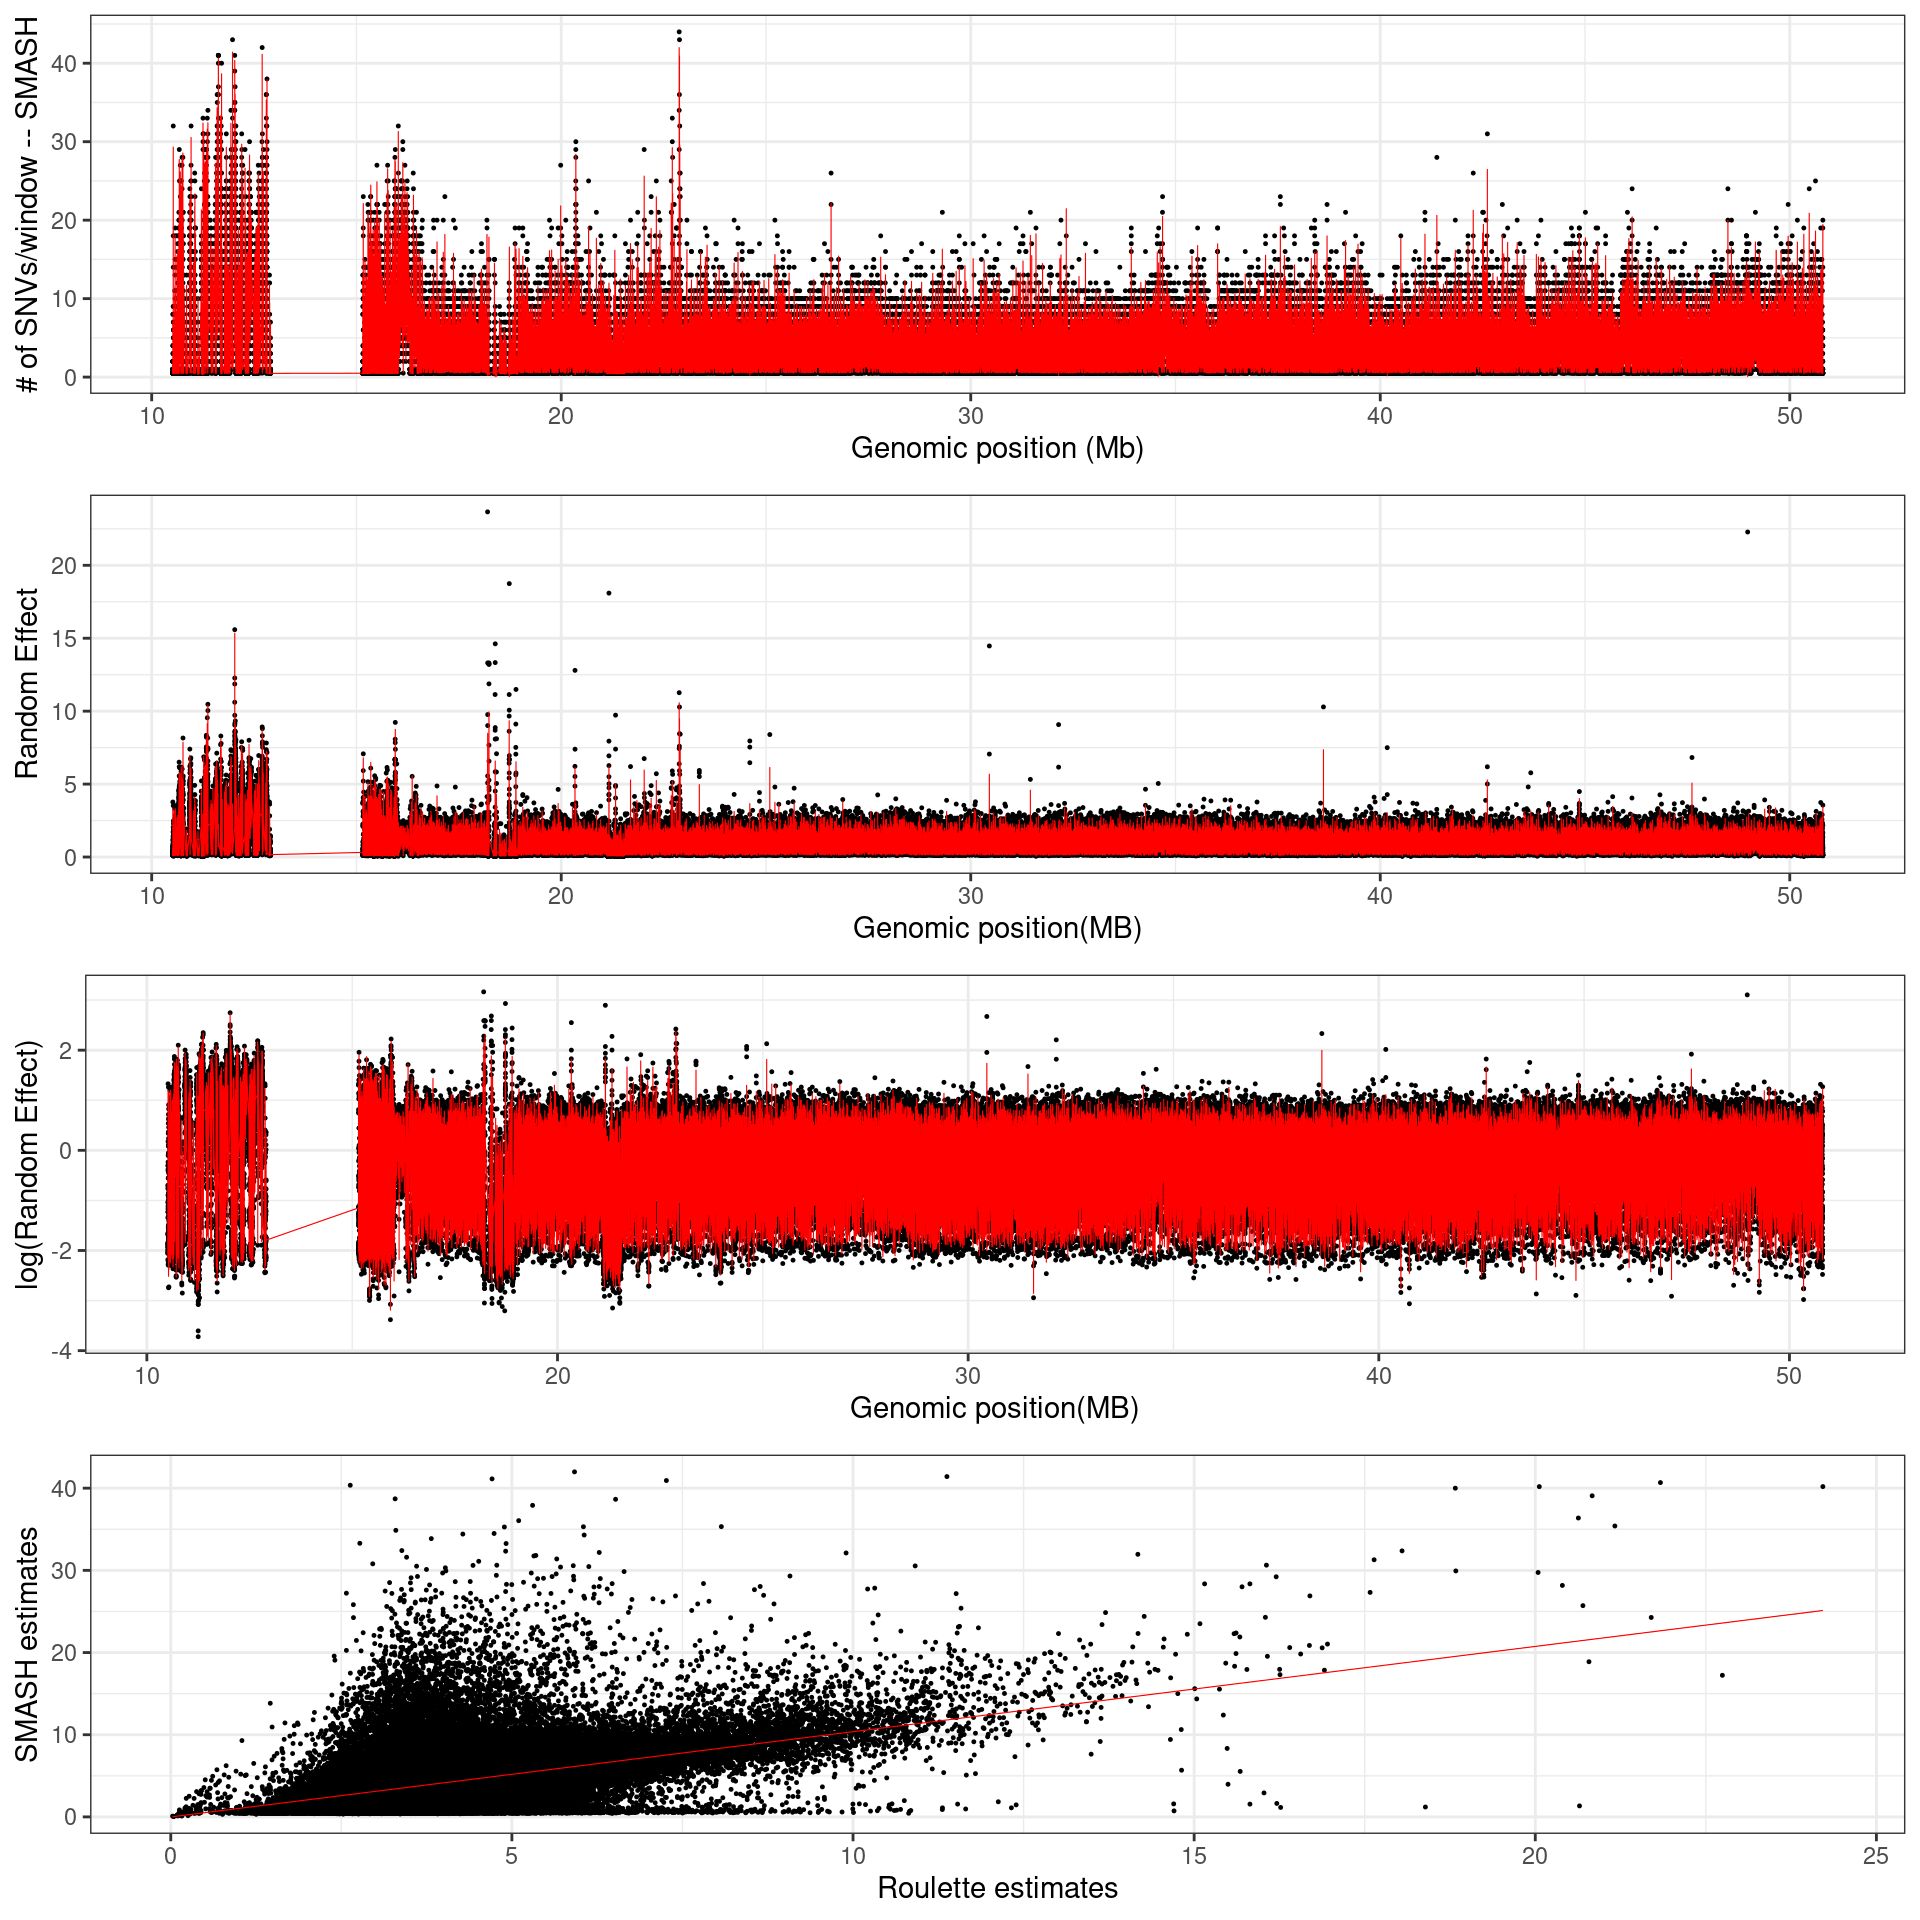 # of SNVs/window -- SMASH
40
30
20
10
0
10 20 30 40 50
Genomic position (Mb)
Random Effect
20
15
10
5
0
10 20 30 40 50
Genomic position(MB)
log(Random Effect)
2
0
-2
-4
10 20 30 40 50
Genomic position(MB)
SMASH estimates
40
30
20
10
0
0 5 10 15 20 25
Roulette estimates